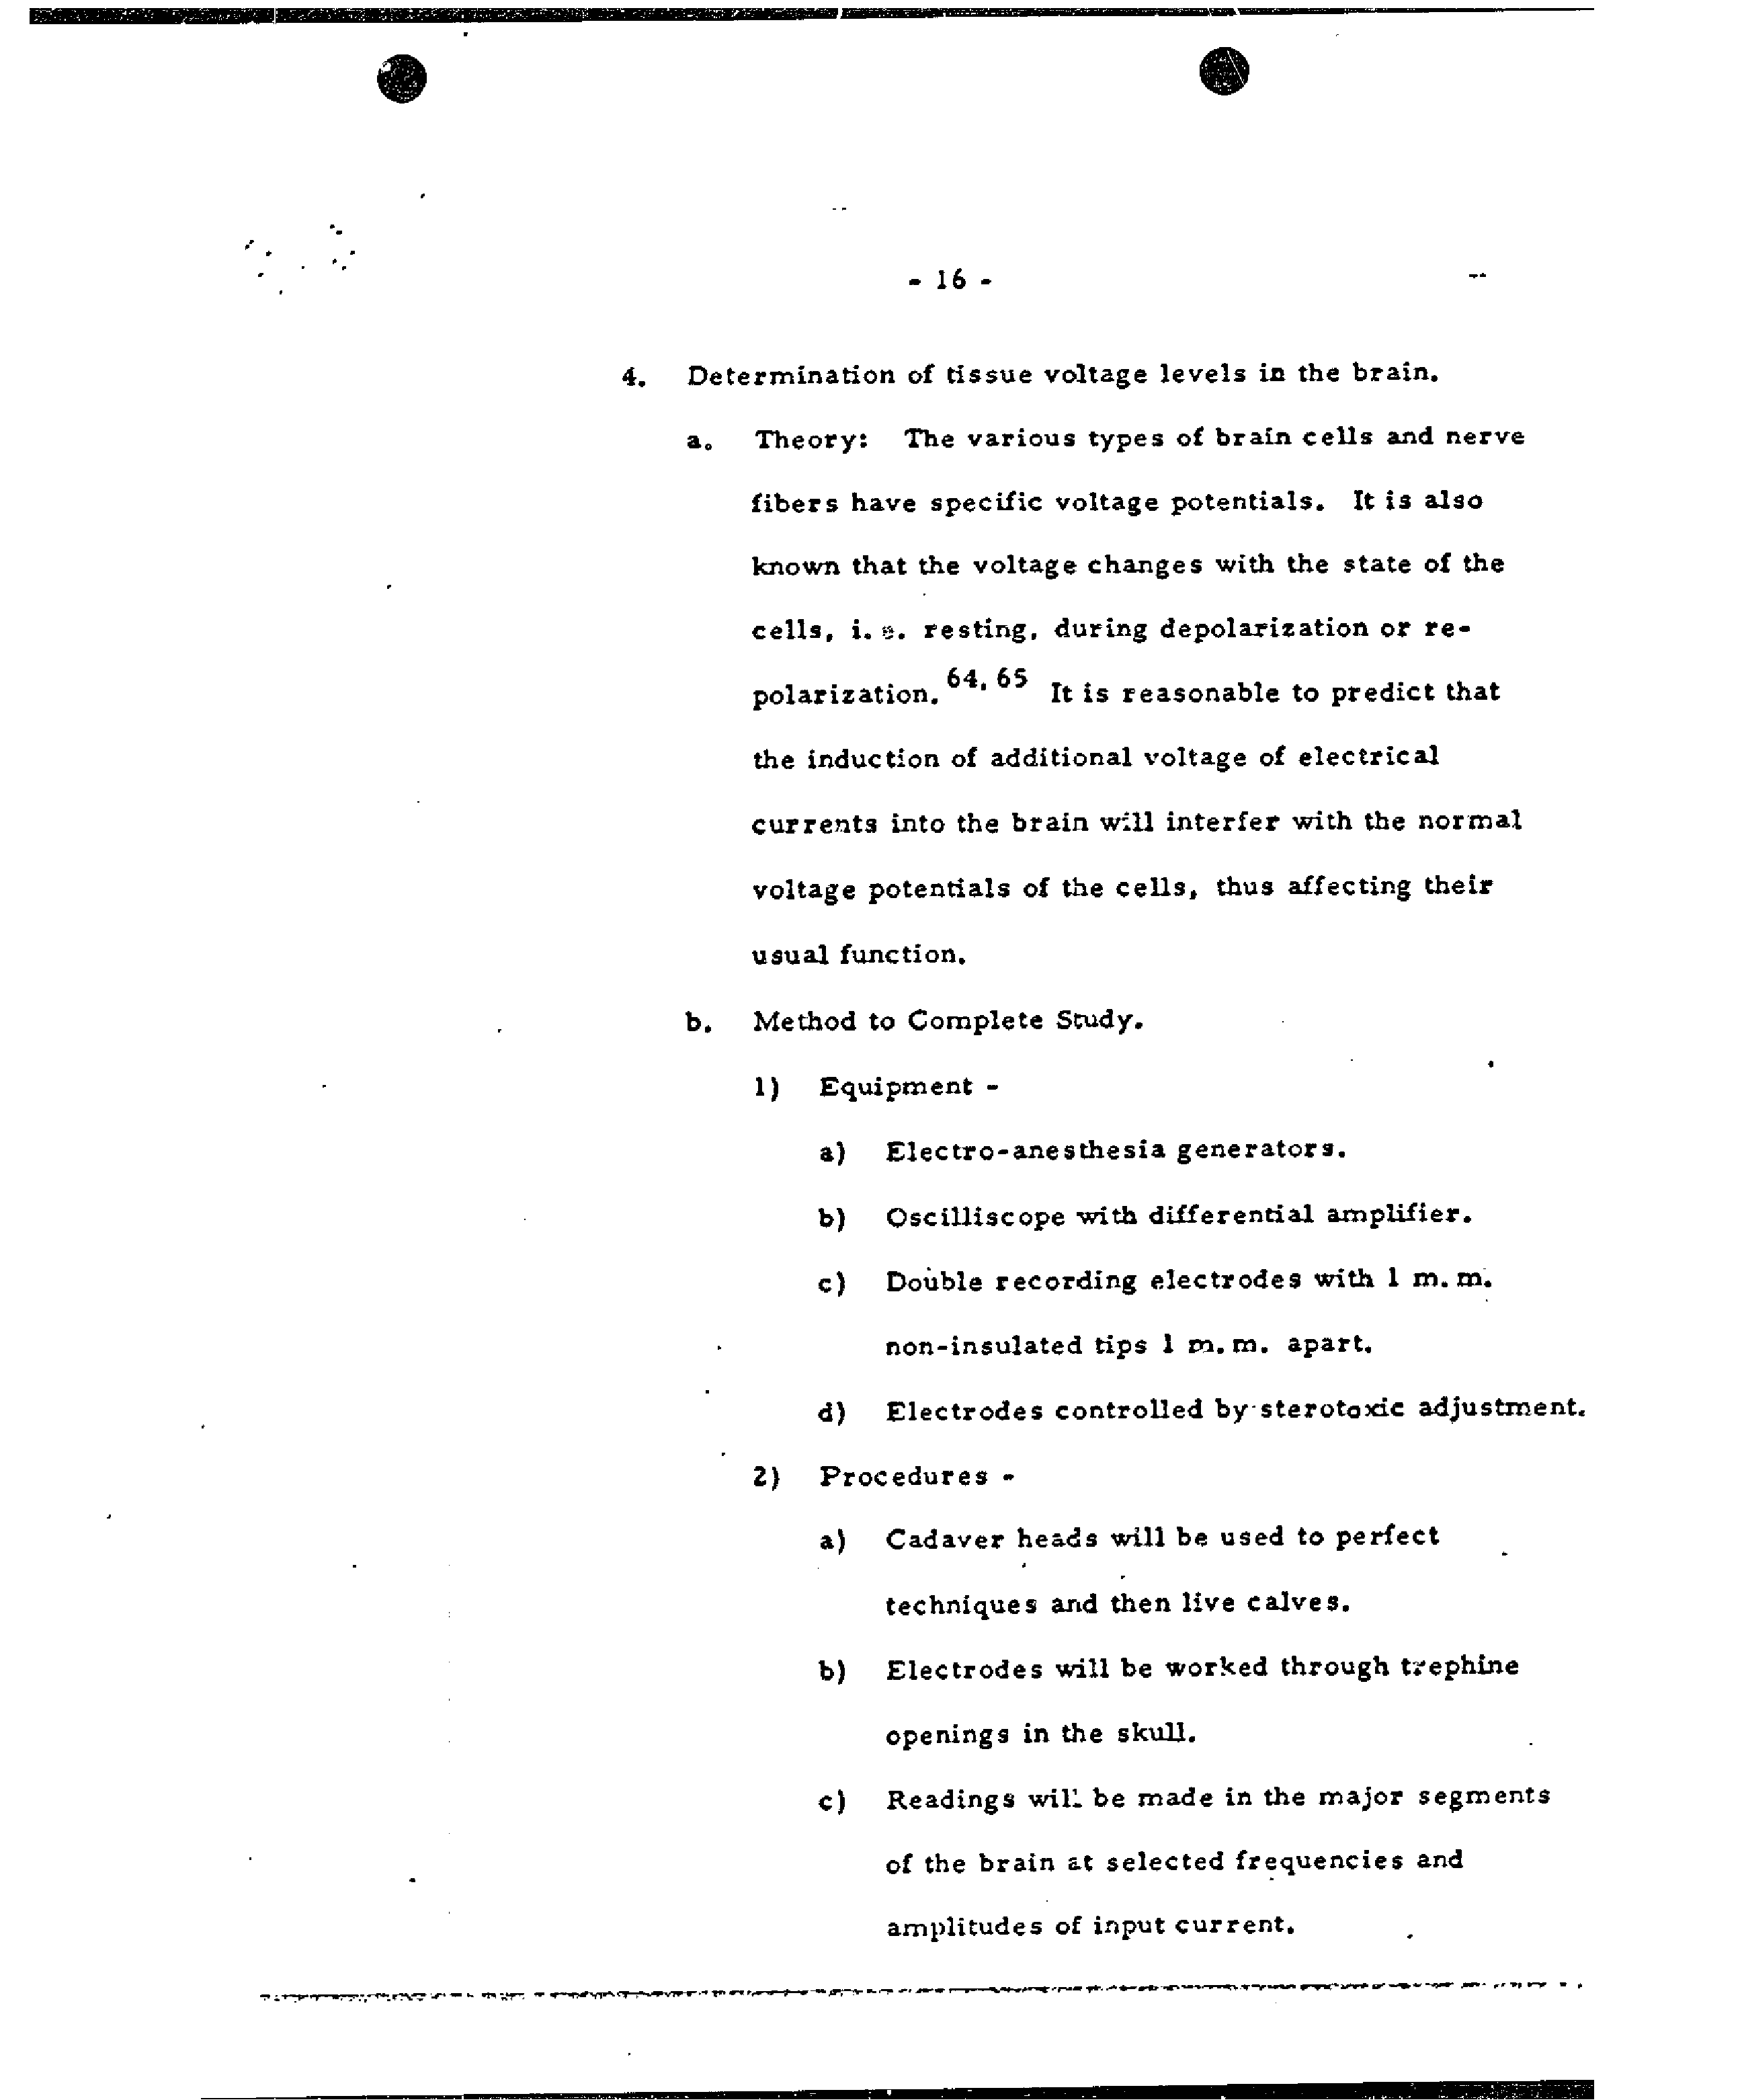 - 16 -
4. Determination of tissue voltage levels in the brain.
a. Theory: The various types of brain cells and nerve
fibers have specific voltage potentials. It is also
known that the voltage changes with the state of the
cells, i. e. resting, during depolarization or re-
polarization. 64, 65 It is reasonable to predict that
the induction of additional voltage of electrical
currents into the brain will interfer with the normal
voltage potentials of the cells, thus affecting their
usual function.
b. Method to Complete Study.
1) Equipment -
a) Electro-anesthesia generators.
b) Oscilliscope with differential amplifier.
c) Double recording electrodes with 1 m. m.
non-insulated tips 1 m. m. apart.
d) Electrodes controlled by sterotoxic adjustment.
2) Procedures -
a) Cadaver heads will be used to perfect
techniques and then live calves.
b) Electrodes will be worked through trephine
openings in the skull.
c) Readings will be made in the major segments
of the brain at selected frequencies and
amplitudes of input current.